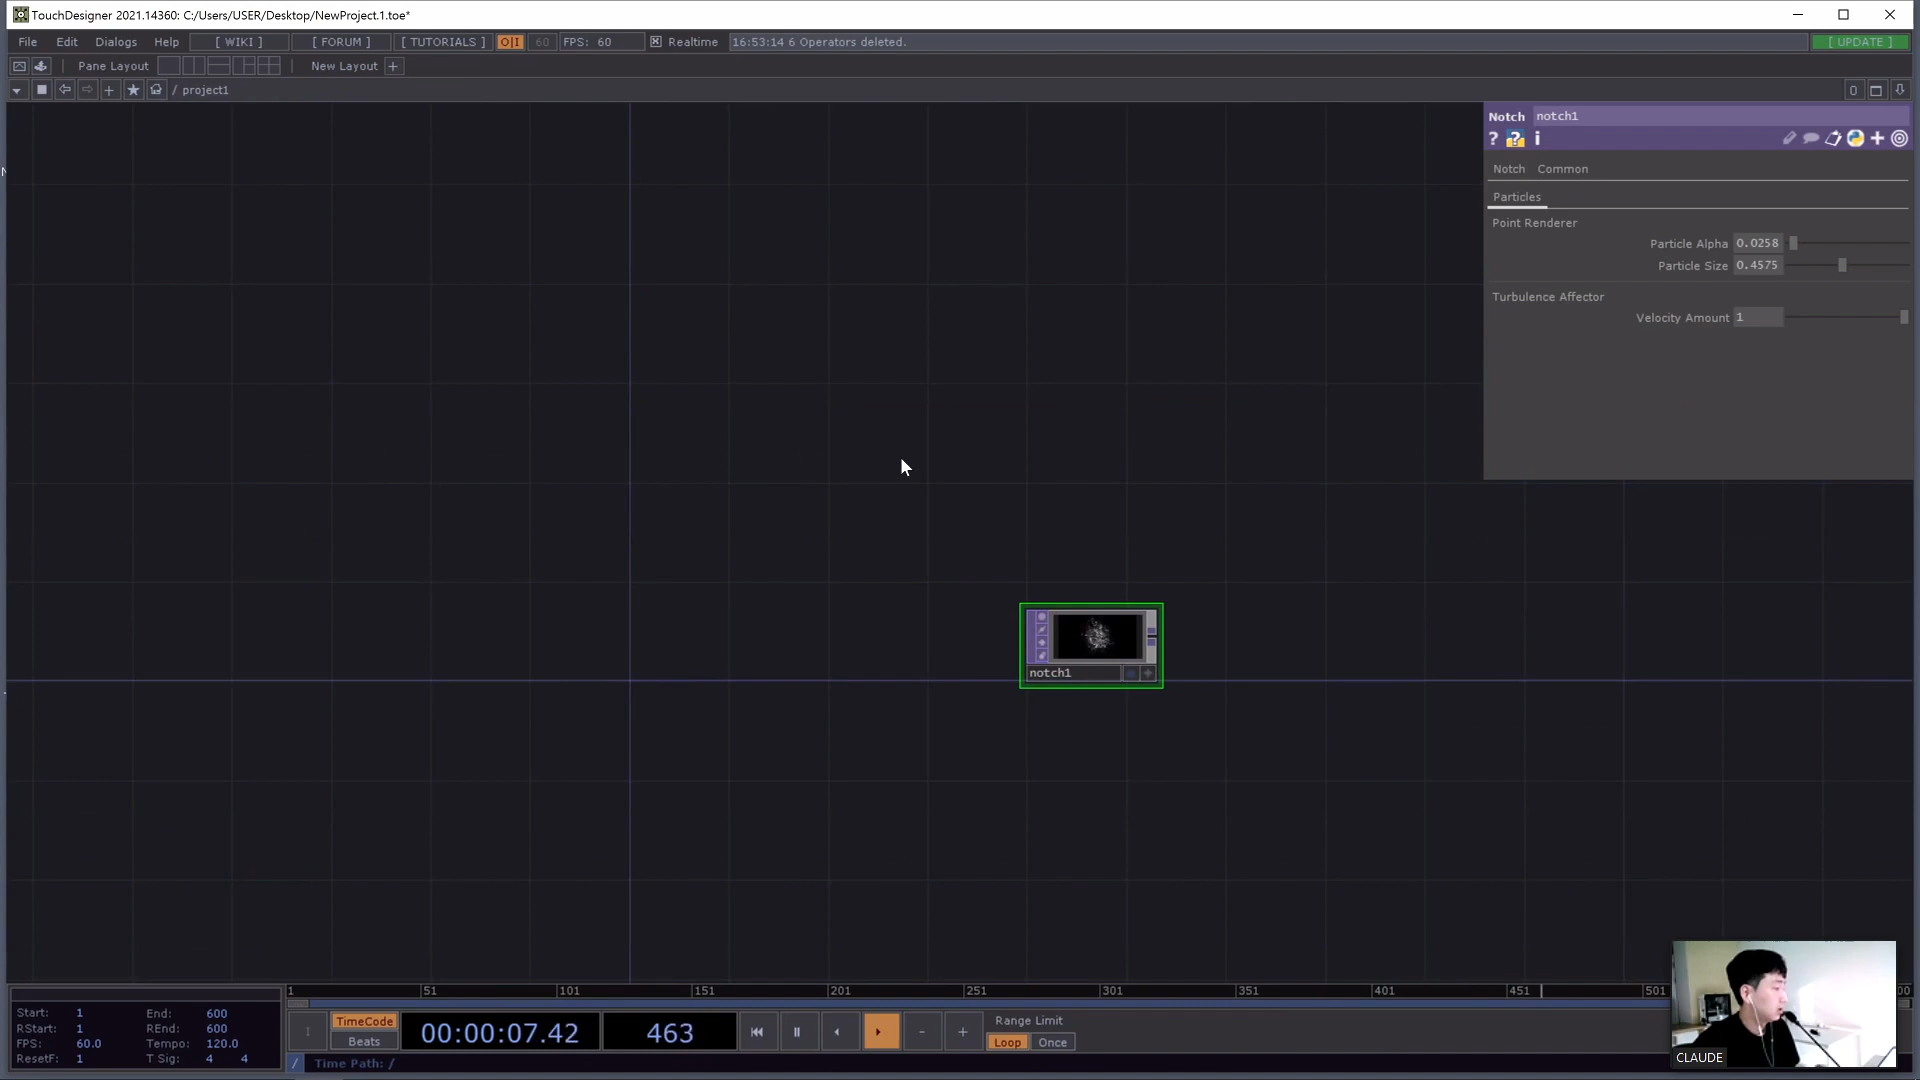 TouchDesigner 2021.14360: C:/Users/USER/Desktop/NewProject.1.toe*
File Edit Dialogs Help [ WIKI ] [ FORUM ] [ TUTORIALS ] O|I 60 FPS: 60 Realtime 16:53:14 6 Operators deleted. [ UPDATE ]
Pane Layout New Layout +
/ project1
Notch notch1
Notch Common
Particles
Point Renderer
Particle Alpha 0.0258
Particle Size 0.4575
Turbulence Affector
Velocity Amount 1
notch1
1 51 101 151 201 251 301 351 401 451 501
Start: 1 End: 600
RStart: 1 REnd: 600
FPS: 60.0 Tempo: 120.0
ResetF: 1 T Sig: 4 4
TimeCode
Beats
00:00:07.42 463
Range Limit
Loop Once
/ Time Path: /
CLAUDE